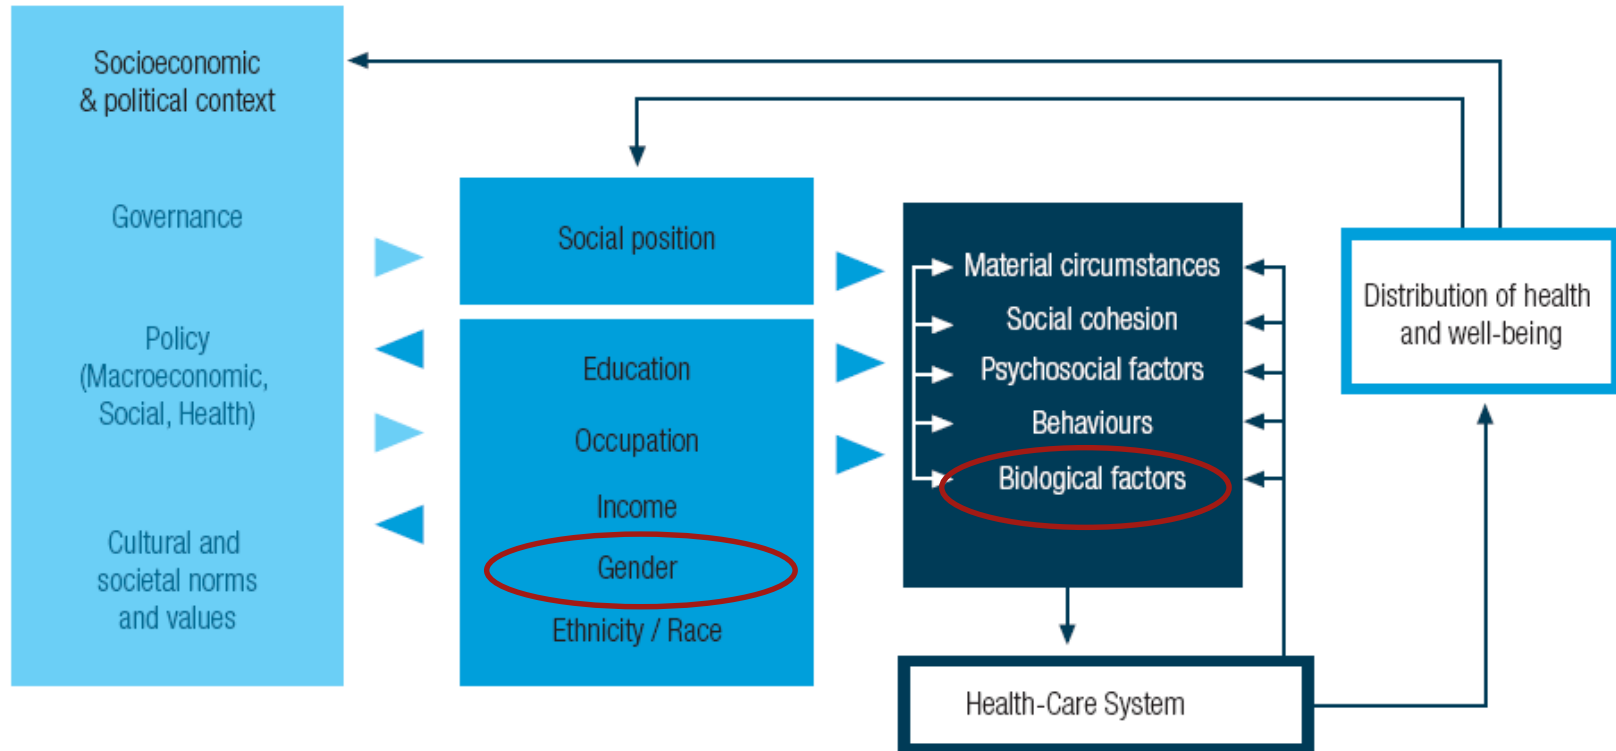 Socioeconomic
& political context
Governance
Policy
(Macroeconomic,
Social, Health)
Cultural and
societal norms
and values
Social position
Education
Occupation
Income
Gender
Ethnicity / Race
Material circumstances
Social cohesion
Psychosocial factors
Behaviours
Biological factors
Health-Care System
Distribution of health
and well-being